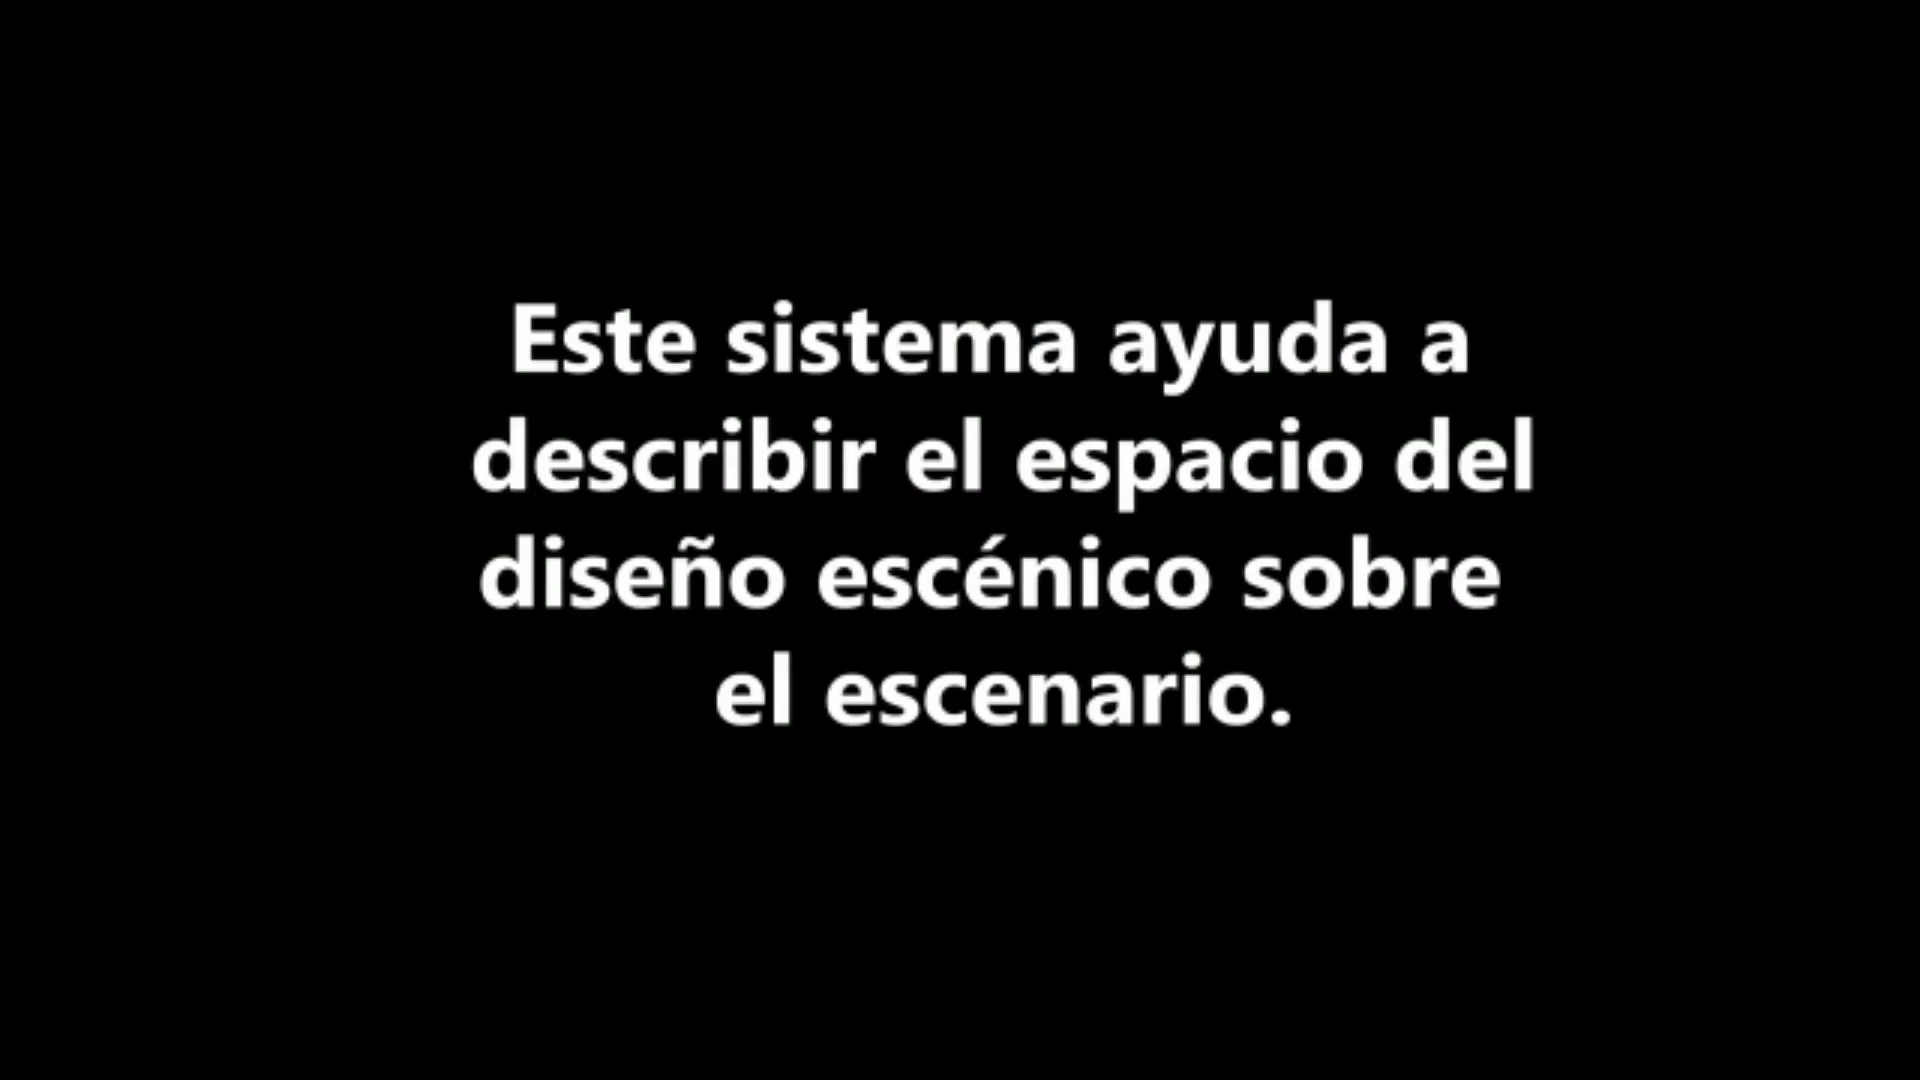 Este sistema ayuda a
describir el espacio del
diseño escénico sobre
el escenario.